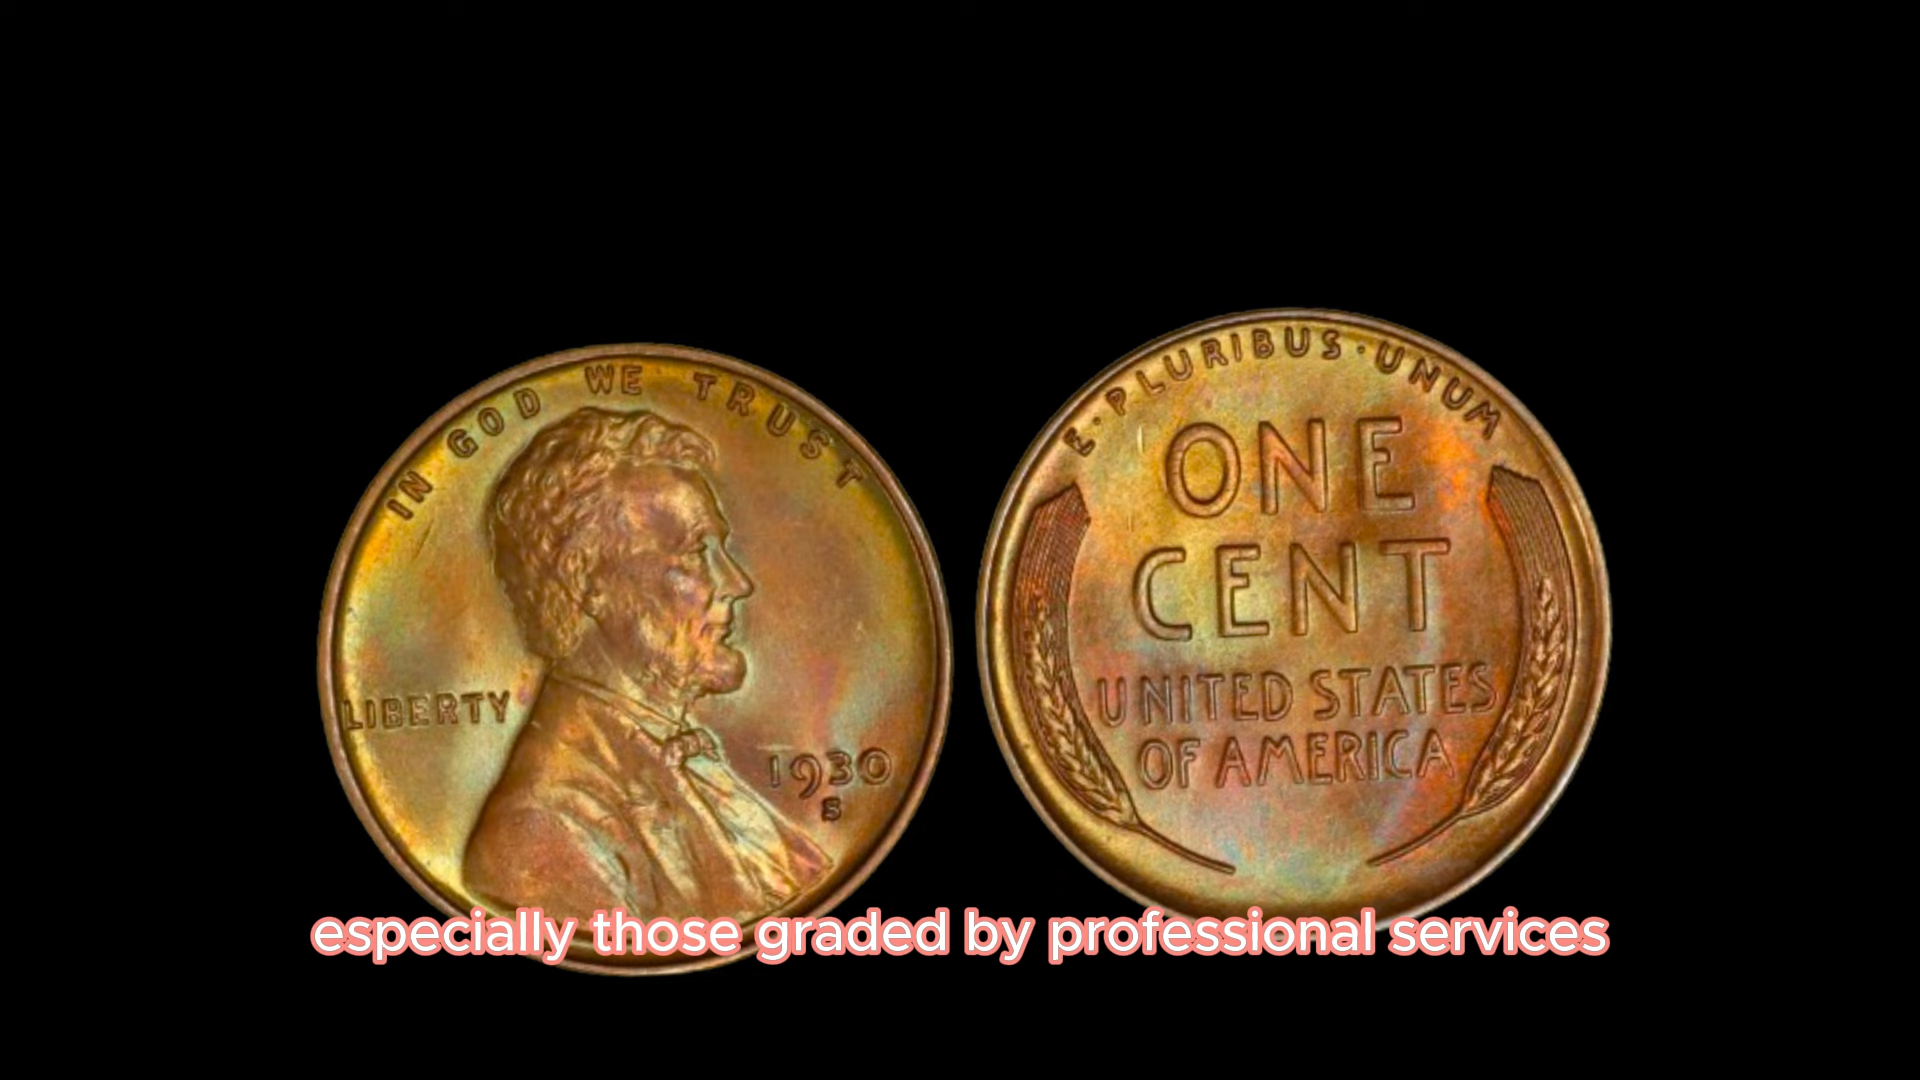 IN GOD WE TRUST
LIBERTY
1930
S
E·PLURIBUS·UNUM
ONE
CENT
UNITED STATES
OF AMERICA
especially those graded by professional services